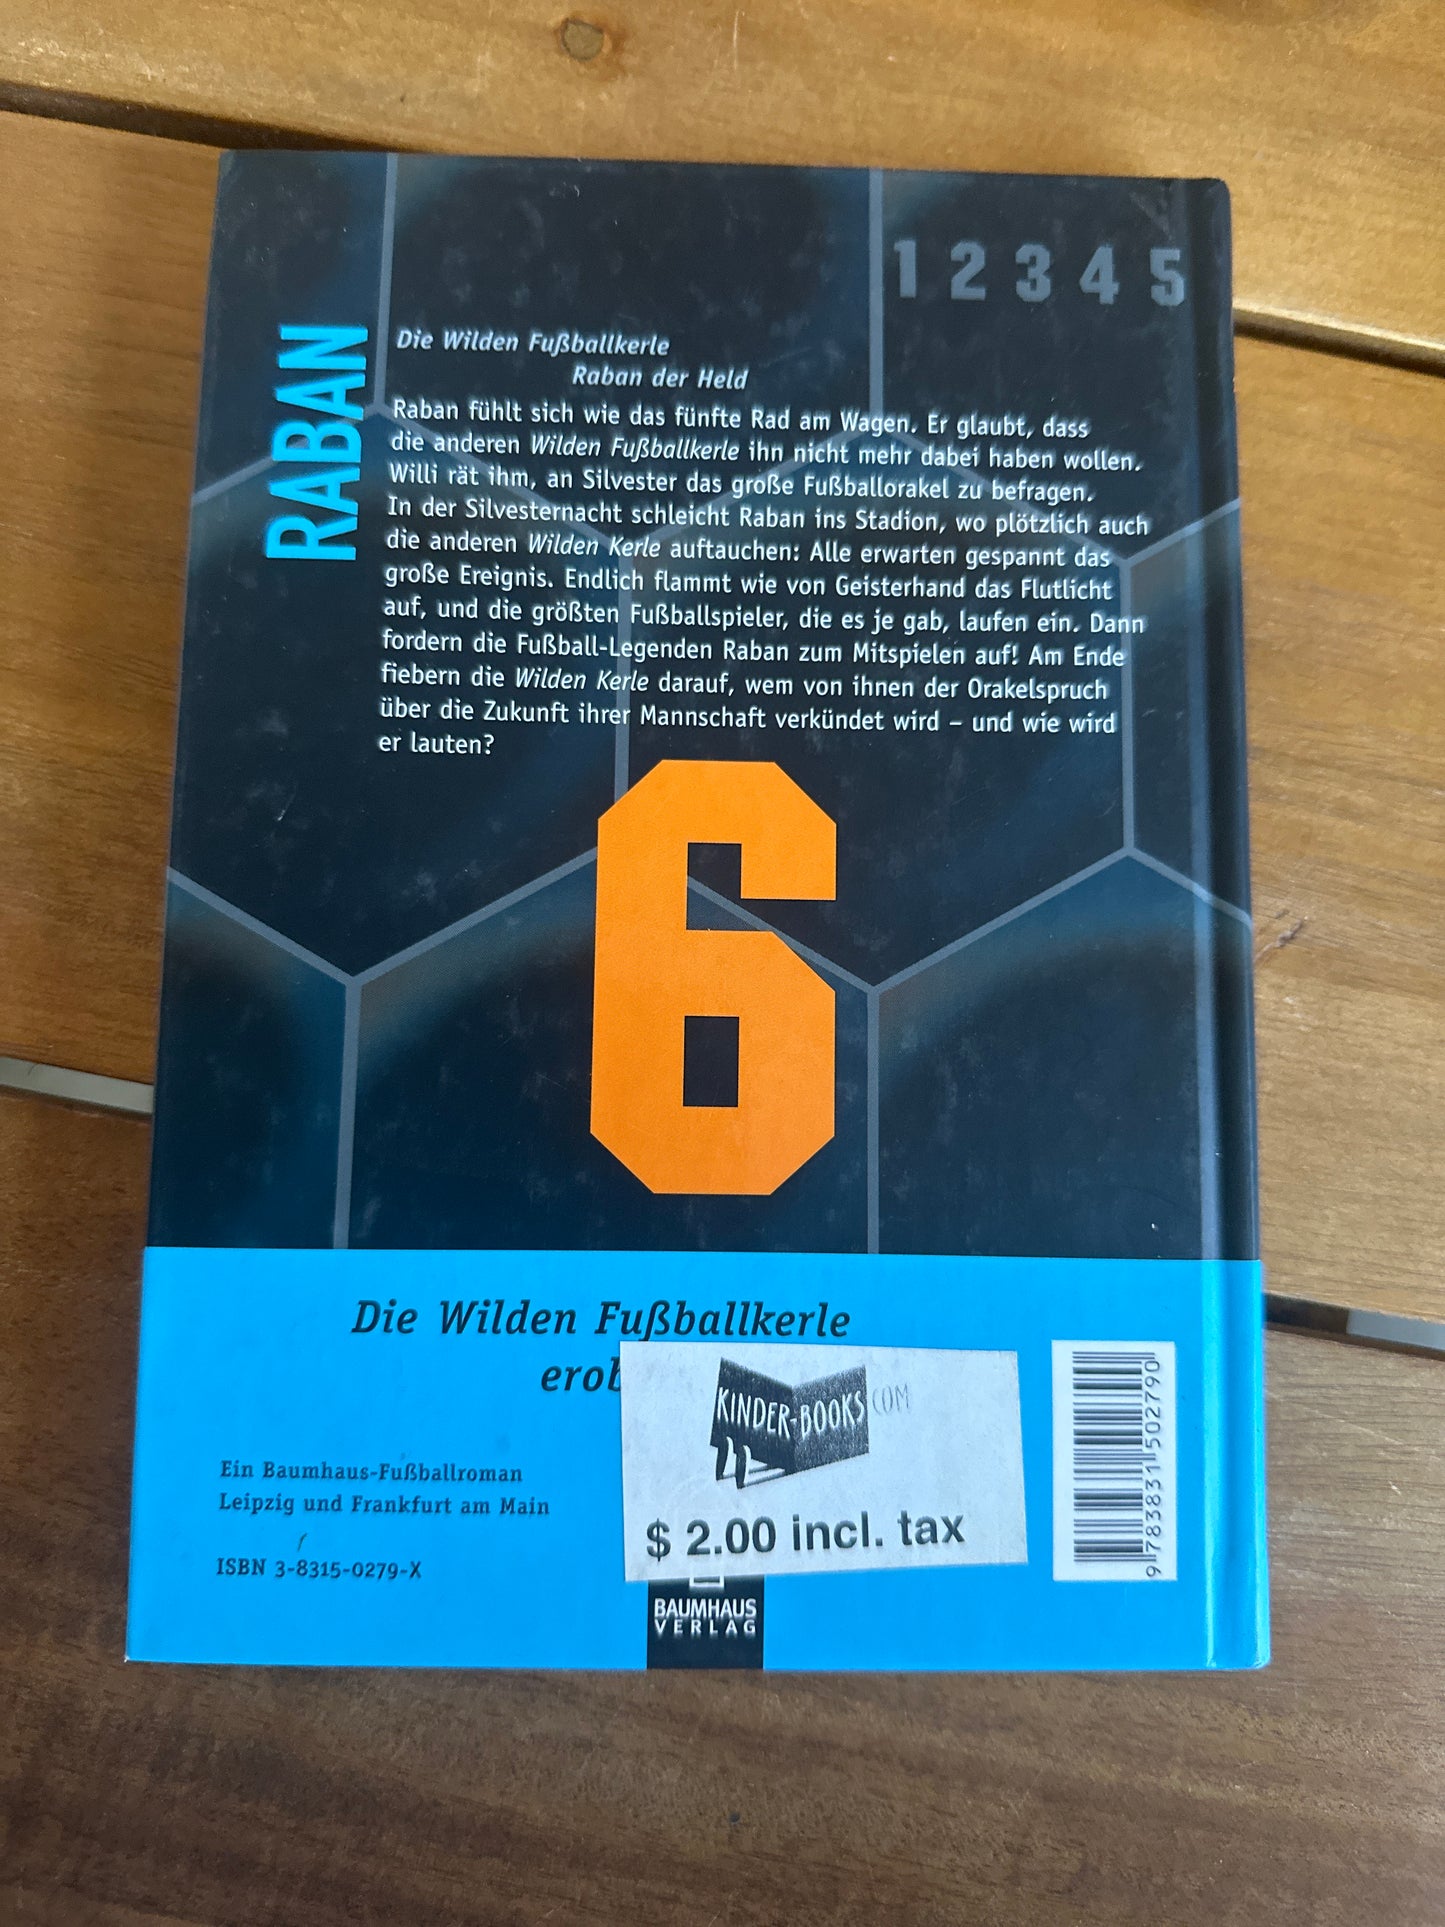 1 2 3 4 5
RABAN
Die Wilden Fußballkerle
Raban der Held
Raban fühlt sich wie das fünfte Rad am Wagen. Er glaubt, dass
die anderen Wilden Fußballkerle ihn nicht mehr dabei haben wollen.
Willi rät ihm, an Silvester das große Fußballorakel zu befragen.
In der Silvesternacht schleicht Raban ins Stadion, wo plötzlich auch
die anderen Wilden Kerle auftauchen: Alle erwarten gespannt das
große Ereignis. Endlich flammt wie von Geisterhand das Flutlicht
auf, und die größten Fußballspieler, die es je gab, laufen ein. Dann
fordern die Fußball-Legenden Raban zum Mitspielen auf! Am Ende
fiebern die Wilden Kerle darauf, wem von ihnen der Orakelspruch
über die Zukunft ihrer Mannschaft verkündet wird – und wie wird
er lauten?
6
Die Wilden Fußballkerle
KINDER-BOOKS.COM
$ 2.00 incl. tax
Ein Baumhaus-Fußballroman
Leipzig und Frankfurt am Main
ISBN 3-8315-0279-X
BAUMHAUS
VERLAG
9783831502790